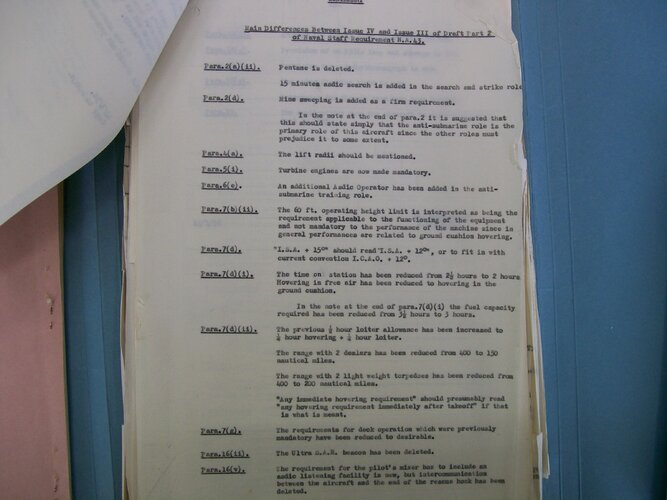 Main Differences Between Issue IV and Issue III of Draft Part 2
of Naval Staff Requirement N.A.43.
Para.2(a)(ii). Pentane is deleted.
15 minutes asdic search is added in the search and strike role
Para.2(d). Mine sweeping is added as a firm requirement.
In the note at the end of para.2 it is suggested that
this should state simply that the anti-submarine role is the
primary role of this aircraft since the other roles must
prejudice it to some extent.
Para.4(a). The lift radii should be mentioned.
Para.5(i). Turbine engines are now made mandatory.
Para.6(c). An additional Asdic Operator has been added in the anti-
submarine training role.
Para.7(b)(ii). The 60 ft. operating height limit is interpreted as being the
requirement applicable to the functioning of the equipment
and not mandatory to the performance of the machine since in
general performances are related to ground cushion hovering.
Para.7(d). "I.S.A. + 15°" should read "I.S.A. + 12°", or to fit in with
current convention I.C.A.O. + 12°.
Para.7(d)(i). The time on station has been reduced from 2½ hours to 2 hours
Hovering in free air has been reduced to hovering in the
ground cushion.
In the note at the end of para.7(d)(i) the fuel capacity
required has been reduced from 3½ hours to 3 hours.
Para.7(d)(ii). The previous hour loiter allowance has been increased to
hour hovering + hour loiter.
The range with 2 dealers has been reduced from 400 to 150
nautical miles.
The range with 2 light weight torpedoes has been reduced from
400 to 200 nautical miles.
"Any immediate hovering requirement" should presumably read
"any hovering requirement immediately after takeoff" if that
is what is meant.
Para.7(g). The requirements for deck operation which were previously
mandatory have been reduced to desirable.
Para.16(ii). The Ultra beacon has been deleted.
Para.16(v). The requirement for the pilot's mixer has to include an
asdic listening facility is new, but intercommunication
between the aircraft and the end of the rescue hook has been
deleted.